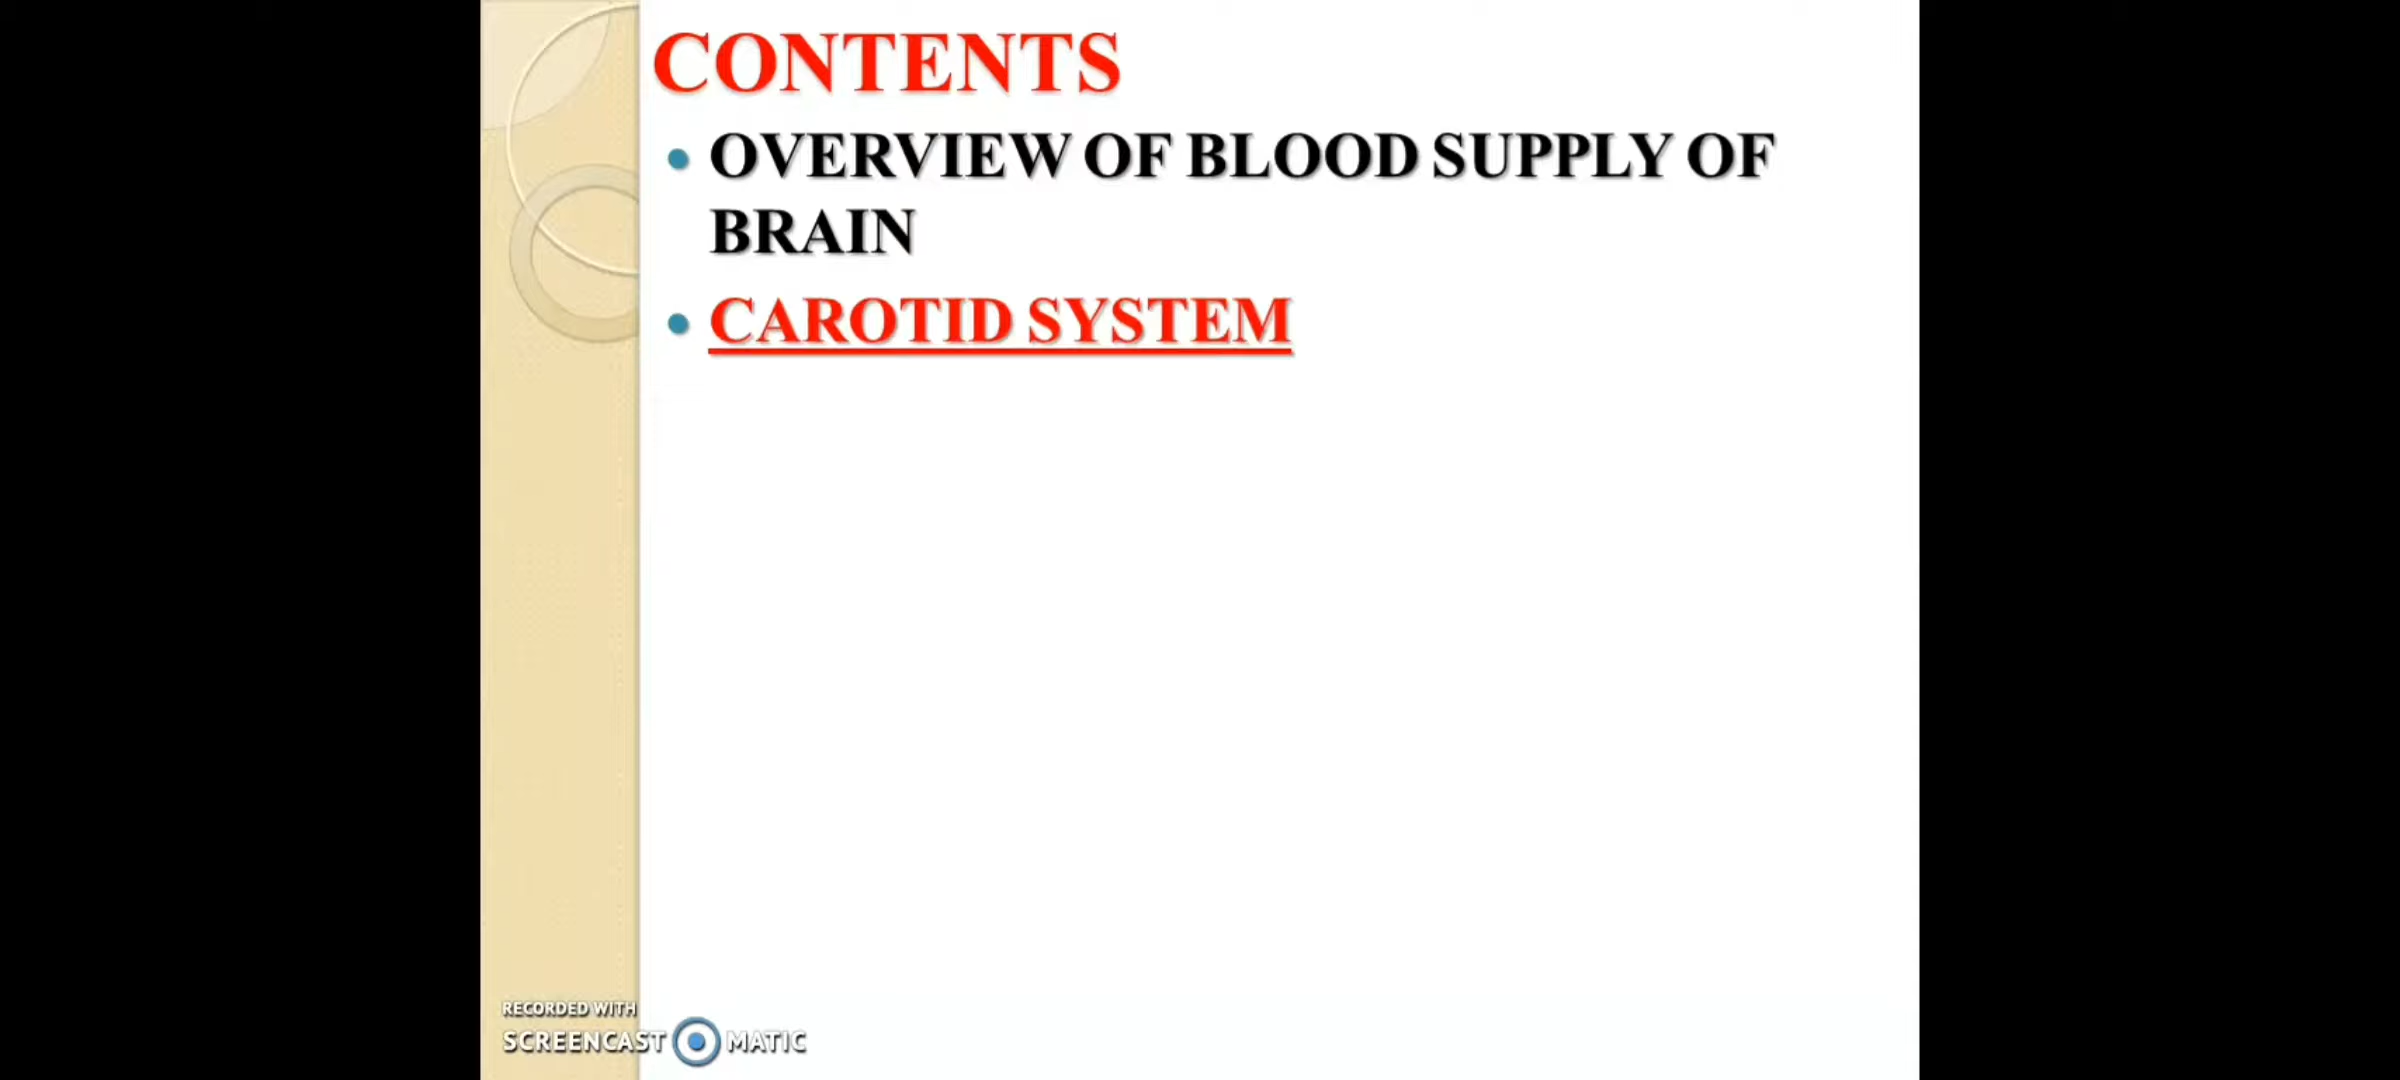 CONTENTS
OVERVIEW OF BLOOD SUPPLY OF
BRAIN
CAROTID SYSTEM
RECORDED WITH
SCREENCAST MATIC